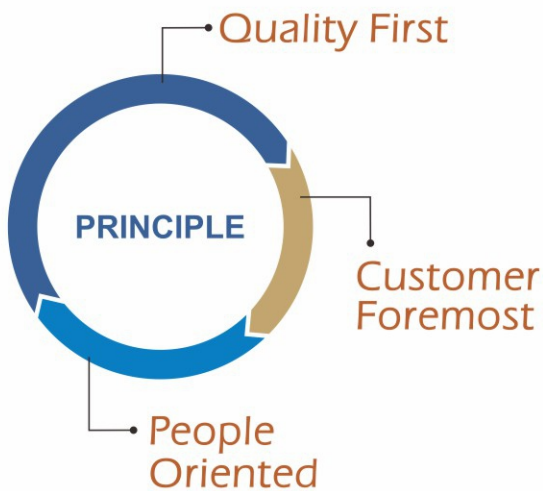 Quality First
PRINCIPLE
Customer
Foremost
People
Oriented